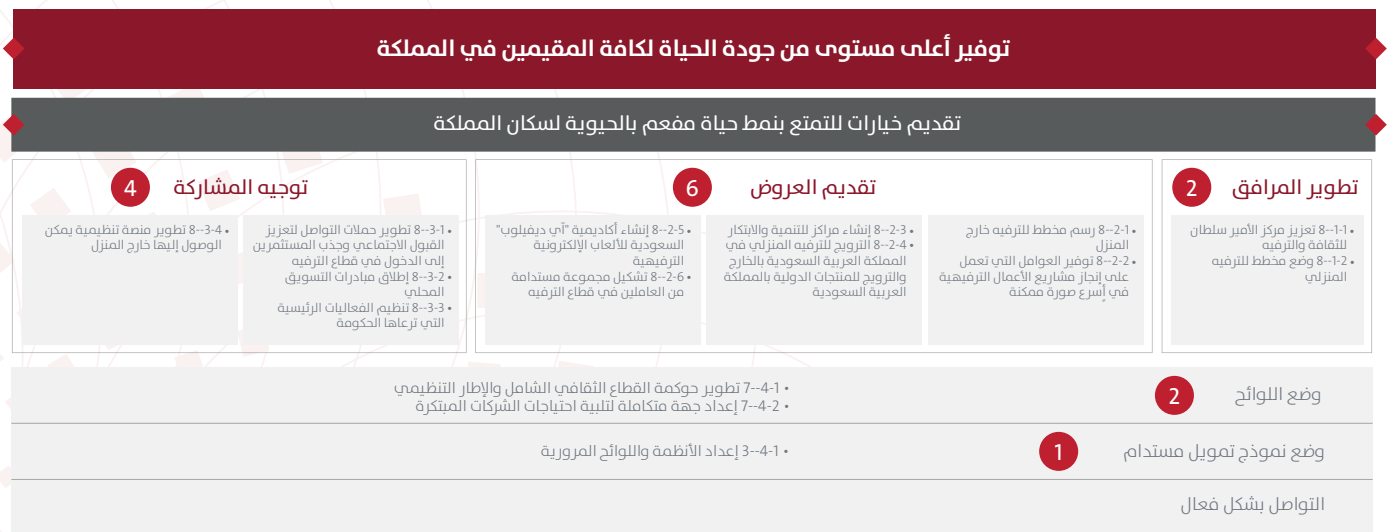 توفير أعلى مستوى من جودة الحياة لكافة المقيمين في المملكة
تقديم خيارات للتمتع بنمط حياة مفعم بالحيوية لسكان المملكة
تطوير المرافق
2
• 1-1--8 تعزيز مركز الأمير سلطان
للثقافة والترفيه
• 2-1--8 وضع مخطط للترفيه
المنزلي
تقديم العروض
6
• 1-2--8 رسم مخطط للترفيه خارج
المنزل
• 2-2--8 توفير العوامل التي تعمل
على إنجاز مشاريع الأعمال الترفيهية
في أسرع صورة ممكنة
• 3-2--8 إنشاء مراكز للتنمية والابتكار
• 4-2--8 الترويج للترفيه المنزلي في
المملكة العربية السعودية بالخارج
والترويج للمنتجات الدولية بالمملكة
العربية السعودية
• 5-2--8 إنشاء أكاديمية "آي ديفيلوب"
السعودية للألعاب الإلكترونية
الترفيهية
• 6-2--8 تشكيل مجموعة مستدامة
من العاملين في قطاع الترفيه
توجيه المشاركة
4
• 1-3--8 تطوير حملات التواصل لتعزيز
القبول الاجتماعي وجذب المستثمرين
إلى الدخول في قطاع الترفيه
• 2-3--8 إطلاق مبادرات التسويق
المحلي
• 3-3--8 تنظيم الفعاليات الرئيسية
التي ترعاها الحكومة
• 4-3--8 تطوير منصة تنظيمية يمكن
الوصول إليها خارج المنزل
وضع اللوائح
2
• 1-4--7 تطوير حوكمة القطاع الثقافي الشامل والإطار التنظيمي
• 2-4--7 إعداد جهة متكاملة لتلبية احتياجات الشركات المبتكرة
وضع نموذج تمويل مستدام
1
• 1-4--3 إعداد الأنظمة واللوائح المرورية
التواصل بشكل فعال